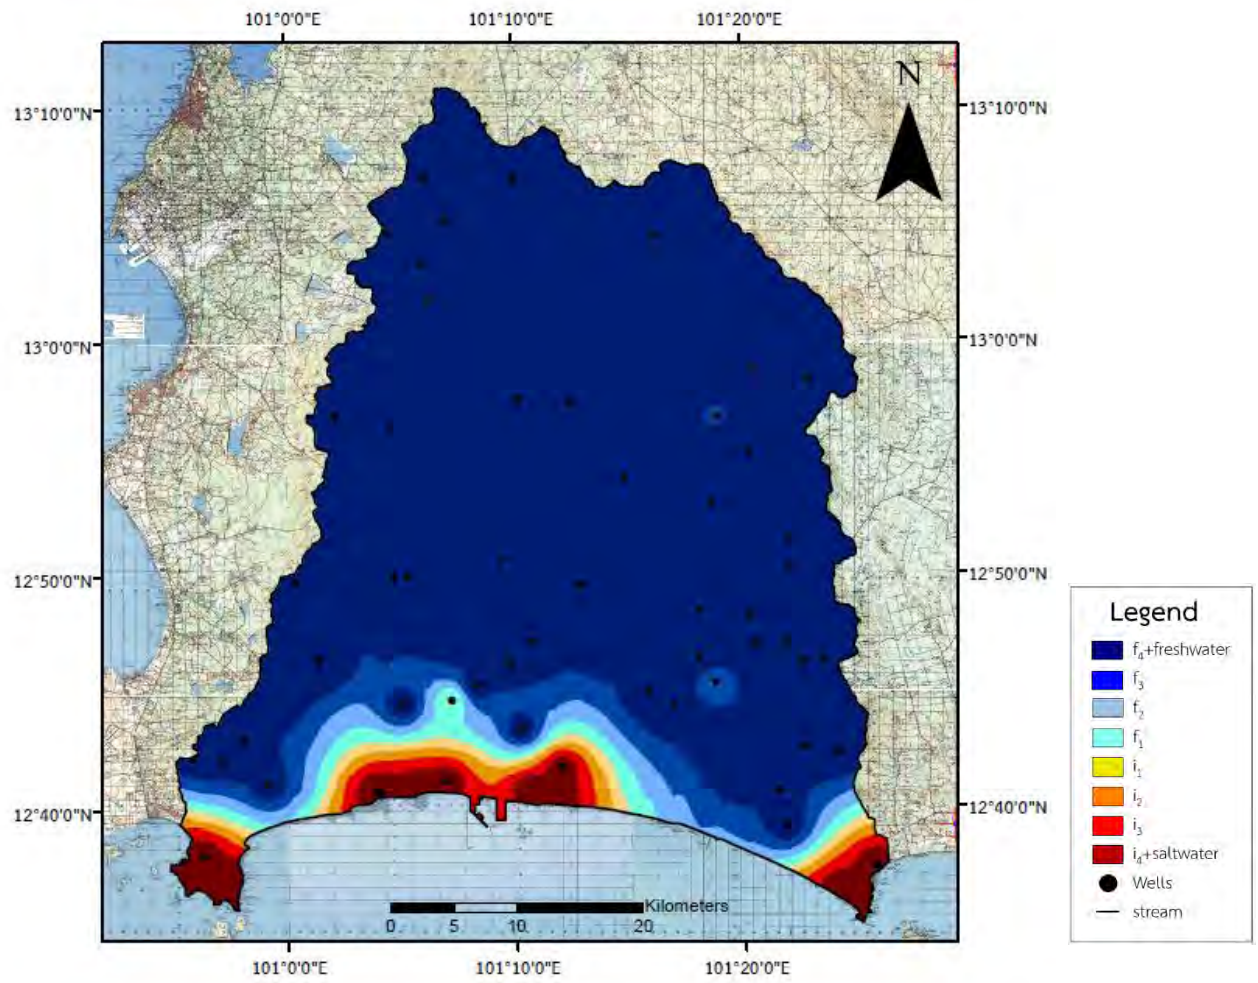 101°0'0"E 101°10'0"E 101°20'0"E
N
13°10'0"N 13°10'0"N
13°0'0"N 13°0'0"N
12°50'0"N 12°50'0"N
12°40'0"N 12°40'0"N
Legend
f₄+freshwater
f₃
f₂
f₁
i₁
i₂
i₃
i₄+saltwater
Wells
stream
Kilometers
0 5 10 20
101°0'0"E 101°10'0"E 101°20'0"E